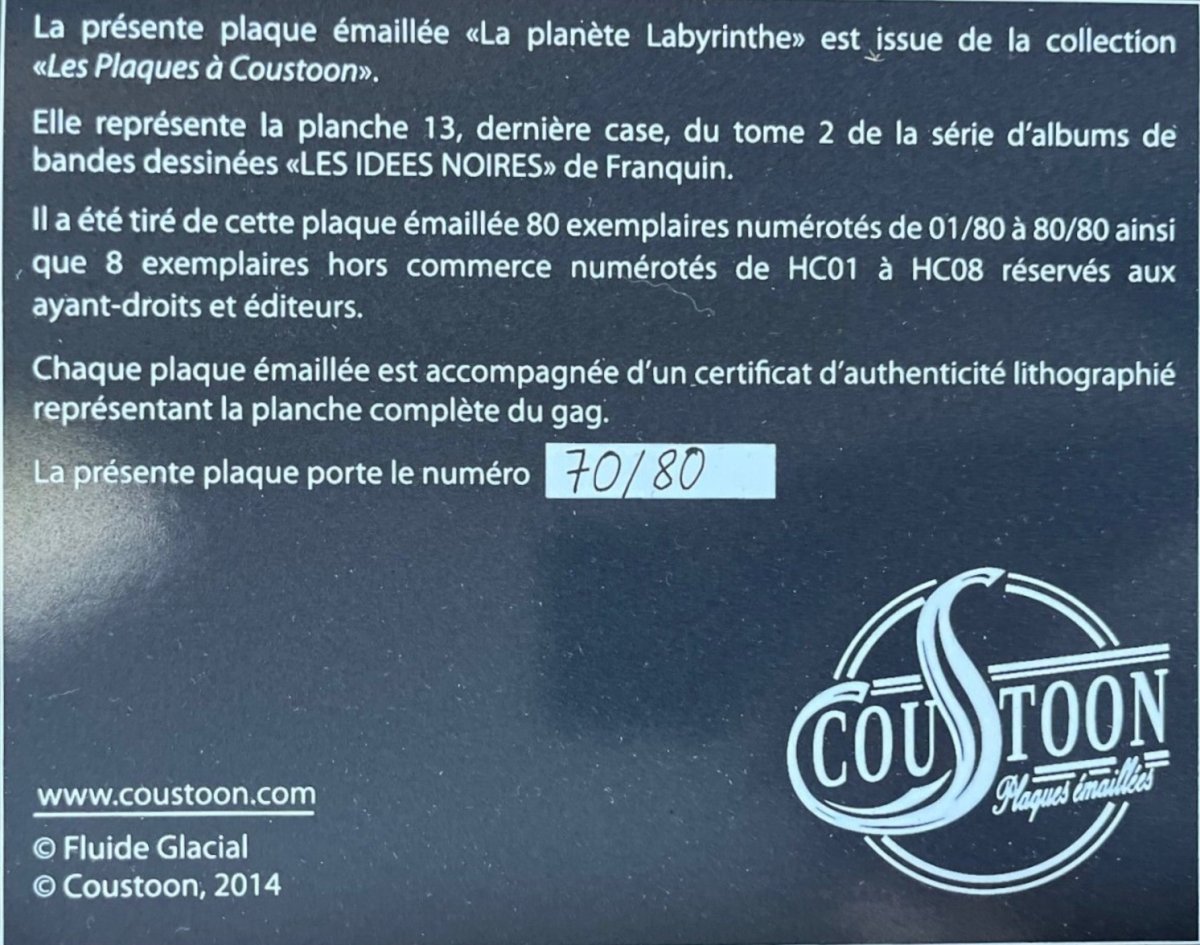 La présente plaque émaillée «La planète Labyrinthe» est issue de la collection
«Les Plaques à Coustoon».
Elle représente la planche 13, dernière case, du tome 2 de la série d'albums de
bandes dessinées «LES IDEES NOIRES» de Franquin.
Il a été tiré de cette plaque émaillée 80 exemplaires numérotés de 01/80 à 80/80 ainsi
que 8 exemplaires hors commerce numérotés de HC01 à HC08 réservés aux
ayant-droits et éditeurs.
Chaque plaque émaillée est accompagnée d'un certificat d'authenticité lithographié
représentant la planche complète du gag.
La présente plaque porte le numéro 70/80
COUSTOON
Plaques émaillées
www.coustoon.com
© Fluide Glacial
© Coustoon, 2014